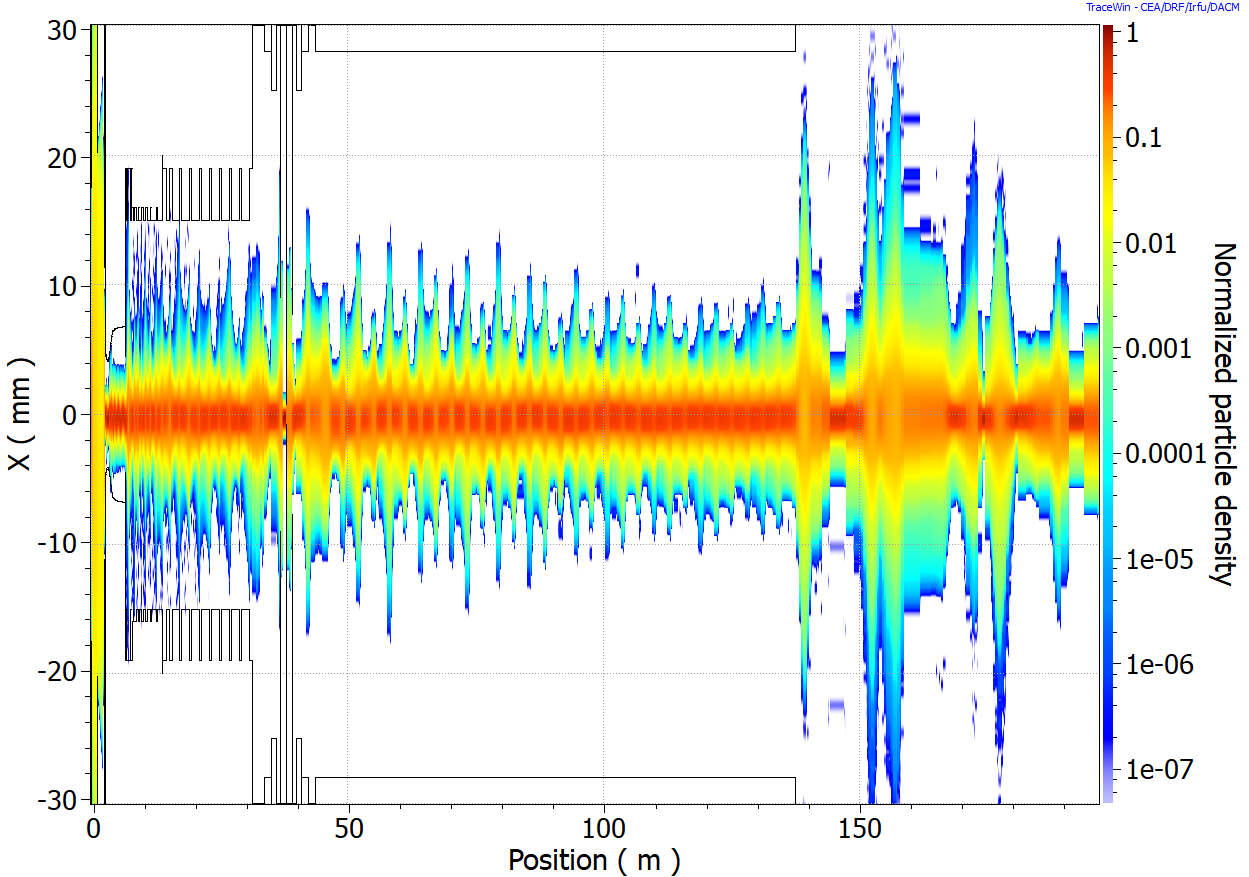 TraceWin - CEA/DRF/Irfu/DACM
30
20
10
0
-10
-20
-30
X ( mm )
0
50
100
150
Position ( m )
1
0.1
0.01
0.001
0.0001
1e-05
1e-06
1e-07
Normalized particle density